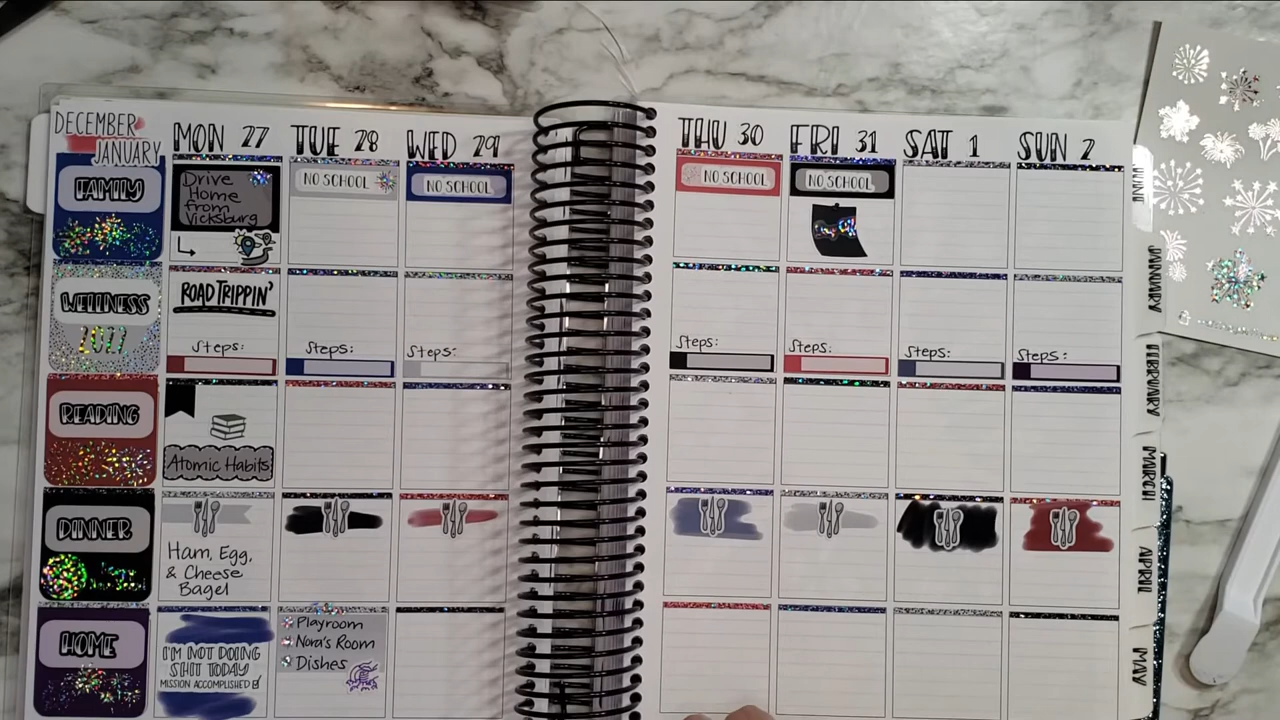 DECEMBER
JANUARY
MON 27
TUE 28
WED 29
THU 30
FRI 31
SAT 1
SUN 2
FAMILY
Drive
Home
from
Vicksburg
NO SCHOOL
NO SCHOOL
NO SCHOOL
NO SCHOOL
WELLNESS
ROAD TRIPPIN'
Steps:
Steps:
Steps:
Steps:
Steps:
Steps:
Steps:
READING
Atomic Habits
DINNER
Ham, Egg,
& Cheese
Bagel
HOME
I'M NOT DOING
SHIT TODAY
MISSION ACCOMPLISHED
Playroom
Nora's Room
Dishes
JANUARY
FEBRUARY
MARCH
APRIL
MAY